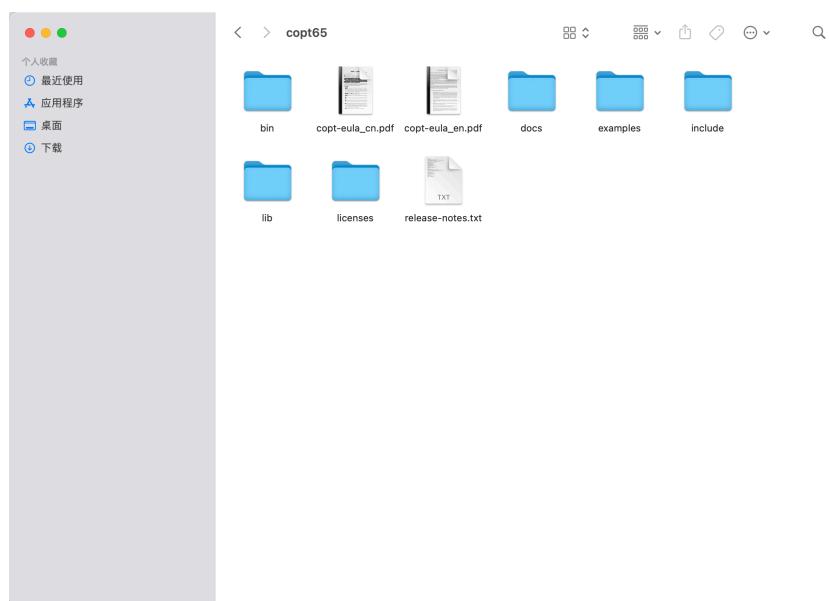 copt65
个人收藏
最近使用
应用程序
桌面
下载
bin
copt-eula_cn.pdf
copt-eula_en.pdf
docs
examples
include
TXT
lib
licenses
release-notes.txt